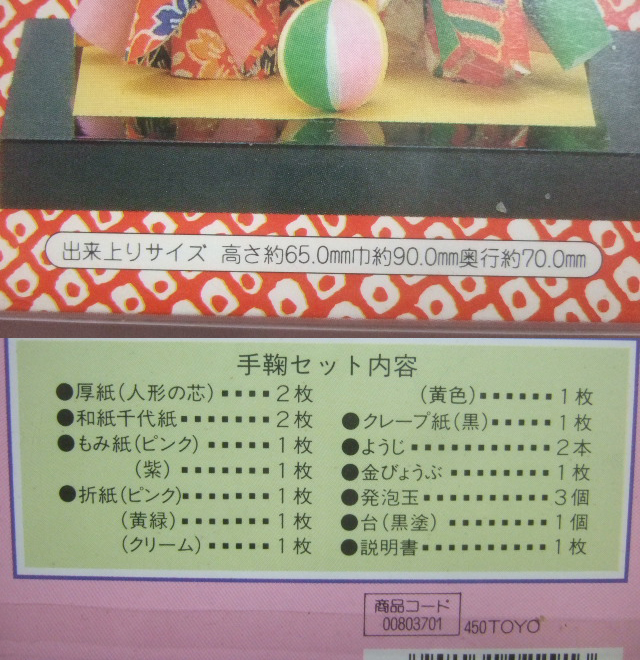 出来上りサイズ 高さ約65.0mm巾約90.0mm奥行約70.0mm
手鞠セット内容
●厚紙(人形の芯)▪▪▪▪2枚
●和紙千代紙▪▪▪▪▪▪▪2枚
●もみ紙(ピンク)▪▪▪▪▪1枚
(紫)▪▪▪▪▪1枚
●折紙(ピンク)▪▪▪▪▪▪1枚
(黄緑)▪▪▪▪▪1枚
(クリーム)▪▪▪▪▪1枚
(黄色)▪▪▪▪▪▪1枚
●クレープ紙(黒)▪▪▪▪▪1枚
●ようじ▪▪▪▪▪▪▪▪▪▪2本
●金びょうぶ▪▪▪▪▪▪▪▪1枚
●発泡玉▪▪▪▪▪▪▪▪▪▪3個
●台(黒塗)▪▪▪▪▪▪▪▪1個
●説明書▪▪▪▪▪▪▪▪▪▪1枚
商品コード
00803701
450TOYO